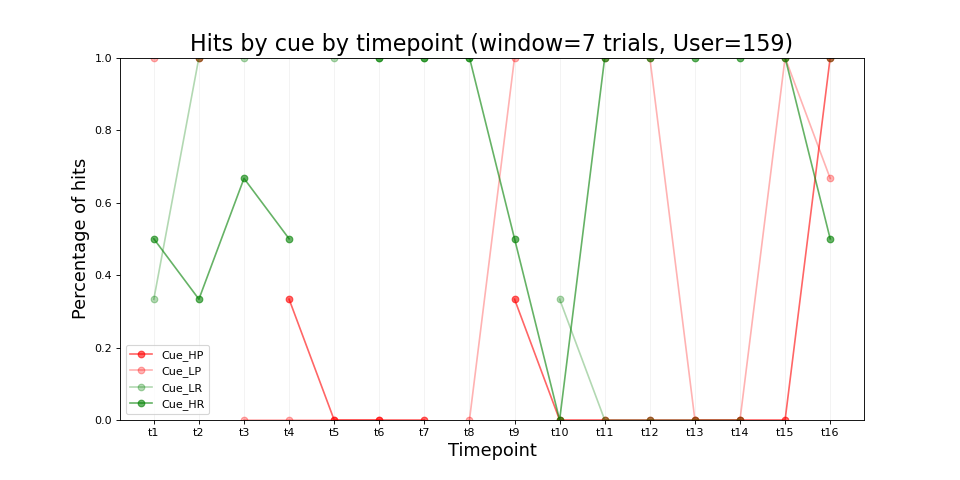 Hits by cue by timepoint (window=7 trials, User=159)
Percentage of hits
1.0
0.8
0.6
0.4
0.2
0.0
Cue_HP
Cue_LP
Cue_LR
Cue_HR
t1 t2 t3 t4 t5 t6 t7 t8 t9 t10 t11 t12 t13 t14 t15 t16
Timepoint